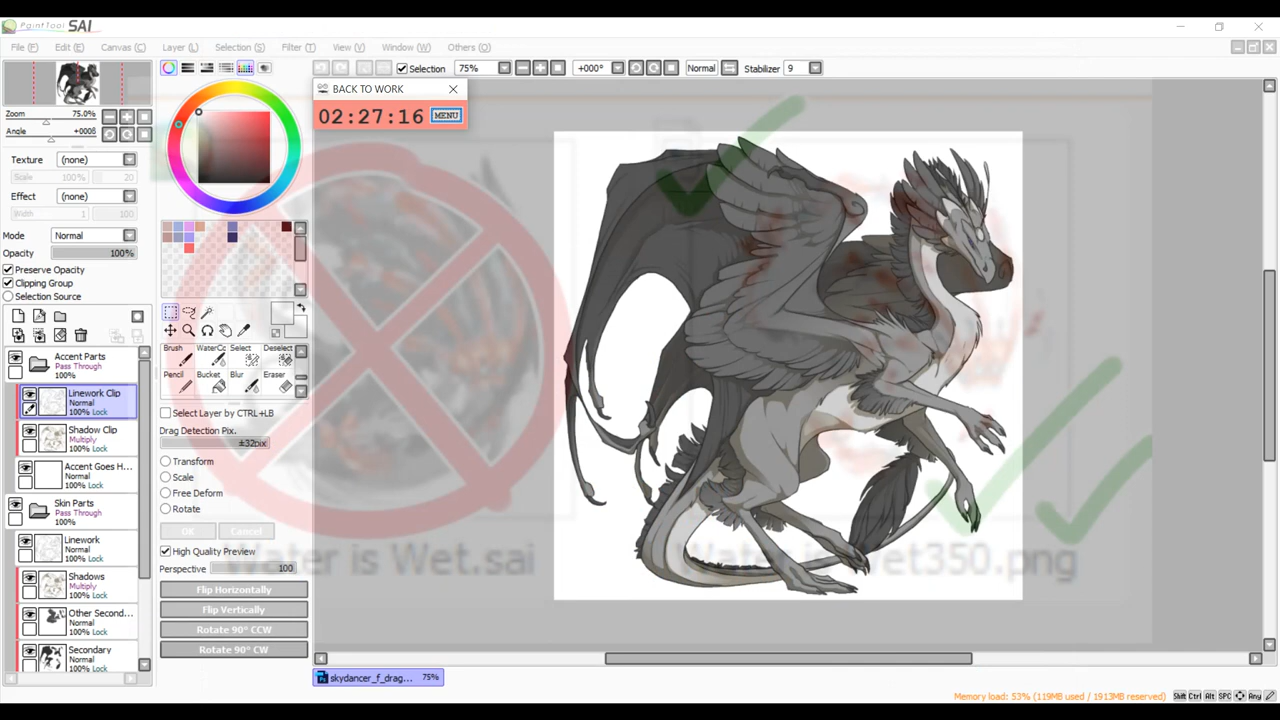 PaintTool SAI
File (F) Edit (E) Canvas (C) Layer (L) Selection (S) Filter (T) View (V) Window (W) Others (O)
Selection 75% +000° Normal Stabilizer 9
BACK TO WORK
02:27:16 MENU
Zoom 75.0%
Angle +000ß
Texture (none)
Scale 100% 20
Effect (none)
Width 1 100
Mode Normal
Opacity 100%
Preserve Opacity
Clipping Group
Selection Source
Accent Parts
Pass Through
100%
Linework Clip
Normal
100% Lock
Shadow Clip
Multiply
100% Lock
Accent Goes H...
Normal
100% Lock
Skin Parts
Pass Through
100%
Linework
Normal
100% Lock
Shadows
Multiply
100% Lock
Other Second...
Normal
100% Lock
Secondary
Normal
100% Lock
Brush WaterCo Select Deselect
Pencil Bucket Blur Eraser
Select Layer by CTRL+LB
Drag Detection Pix.
±32pix
Transform
Scale
Free Deform
Rotate
OK Cancel
High Quality Preview
Perspective 100
Flip Horizontally
Flip Vertically
Rotate 90° CCW
Rotate 90° CW
Water is Wet.sai
Water is Wet350.png
skydancer_f_drag... 75%
Memory load: 53% (119MB used / 1913MB reserved) Shift Ctrl Alt SPC Any